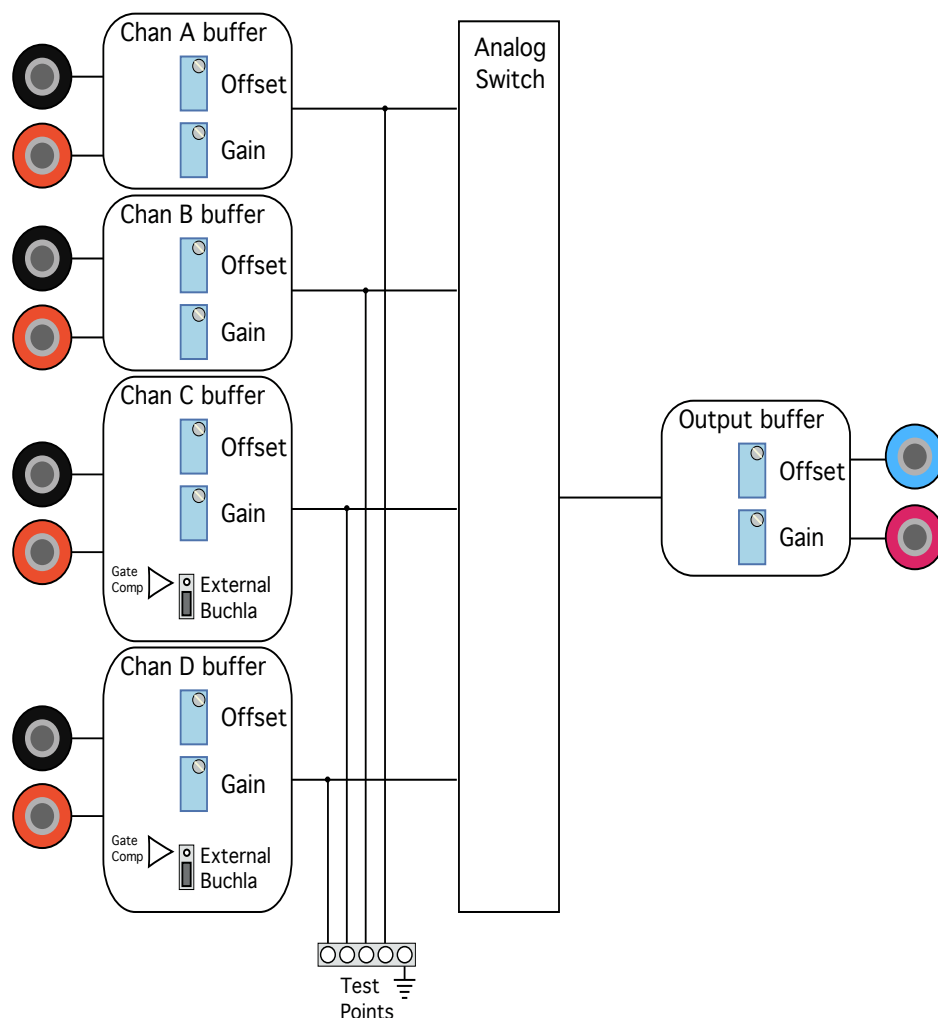 Chan A buffer
Offset
Gain
Chan B buffer
Offset
Gain
Chan C buffer
Offset
Gain
Gate
Comp
External
Buchla
Chan D buffer
Offset
Gain
Gate
Comp
External
Buchla
Analog
Switch
Output buffer
Offset
Gain
Test
Points